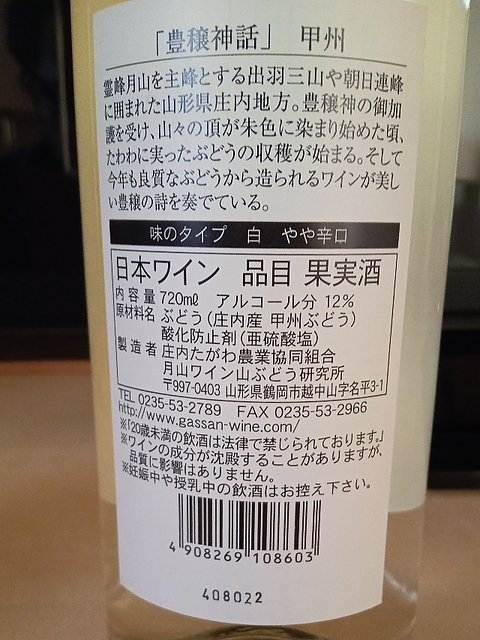 「豊穣神話」 甲州
霊峰月山を主峰とする出羽三山や朝日連峰
に囲まれた山形県庄内地方。豊穣神の御加
護を受け、山々の頂が朱色に染まり始めた頃、
たわわに実ったぶどうの収穫が始まる。そして
今年も良質なぶどうから造られるワインが美し
い豊穣の詩を奏でている。
味のタイプ 白 やや辛口
日本ワイン 品目 果実酒
内容量 720mℓ アルコール分 12%
原材料名 ぶどう(庄内産 甲州ぶどう)
酸化防止剤(亜硫酸塩)
製造者 庄内たがわ農業協同組合
月山ワイン山ぶどう研究所
〒997-0403 山形県鶴岡市越中山字名平3-1
TEL 0235-53-2789 FAX 0235-53-2966
http://www.gassan-wine.com/
※「20歳未満の飲酒は法律で禁じられております。」
※ワインの成分が沈殿することがありますが、
品質に影響はありません。
※妊娠中や授乳中の飲酒はお控え下さい。
4 908269 108603
408022